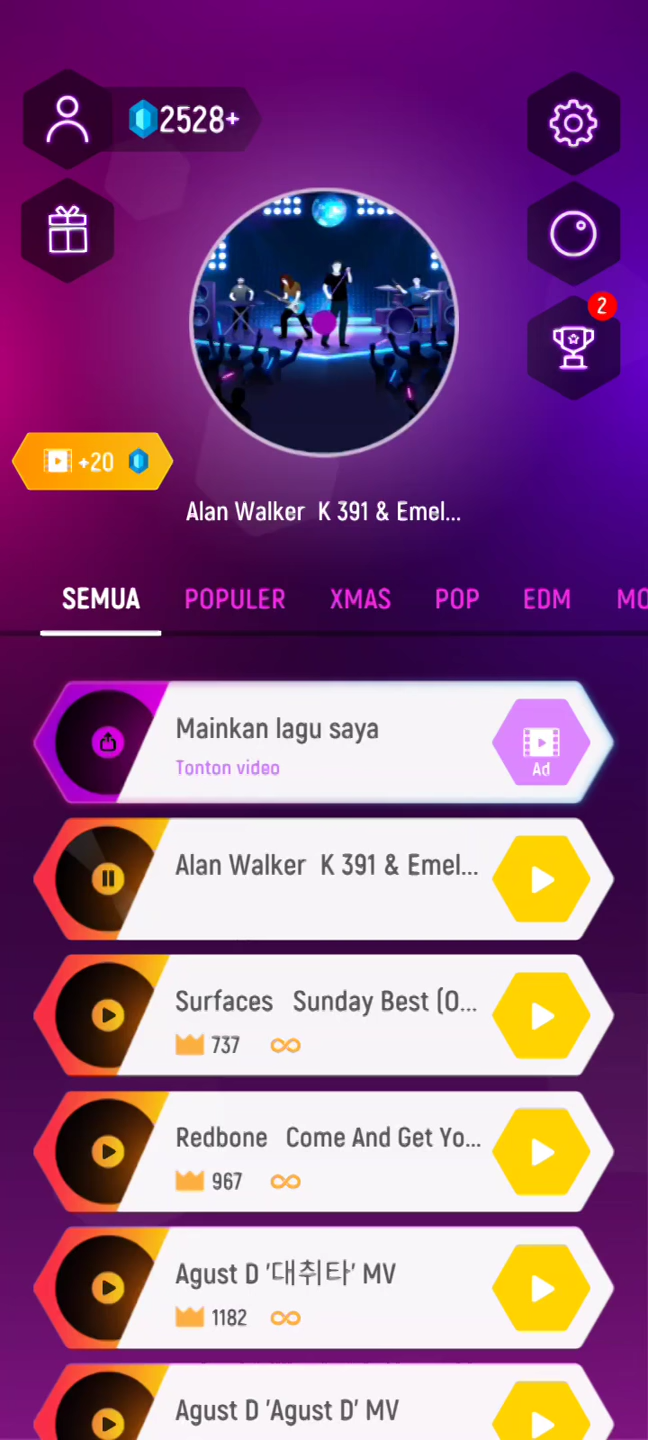 2528+
2
+20
Alan Walker K 391 & Emel...
SEMUA POPULER XMAS POP EDM MO
Mainkan lagu saya
Tonton video
Ad
Alan Walker K 391 & Emel...
Surfaces Sunday Best (O...
737
Redbone Come And Get Yo...
967
Agust D '대취타' MV
1182
Agust D 'Agust D' MV